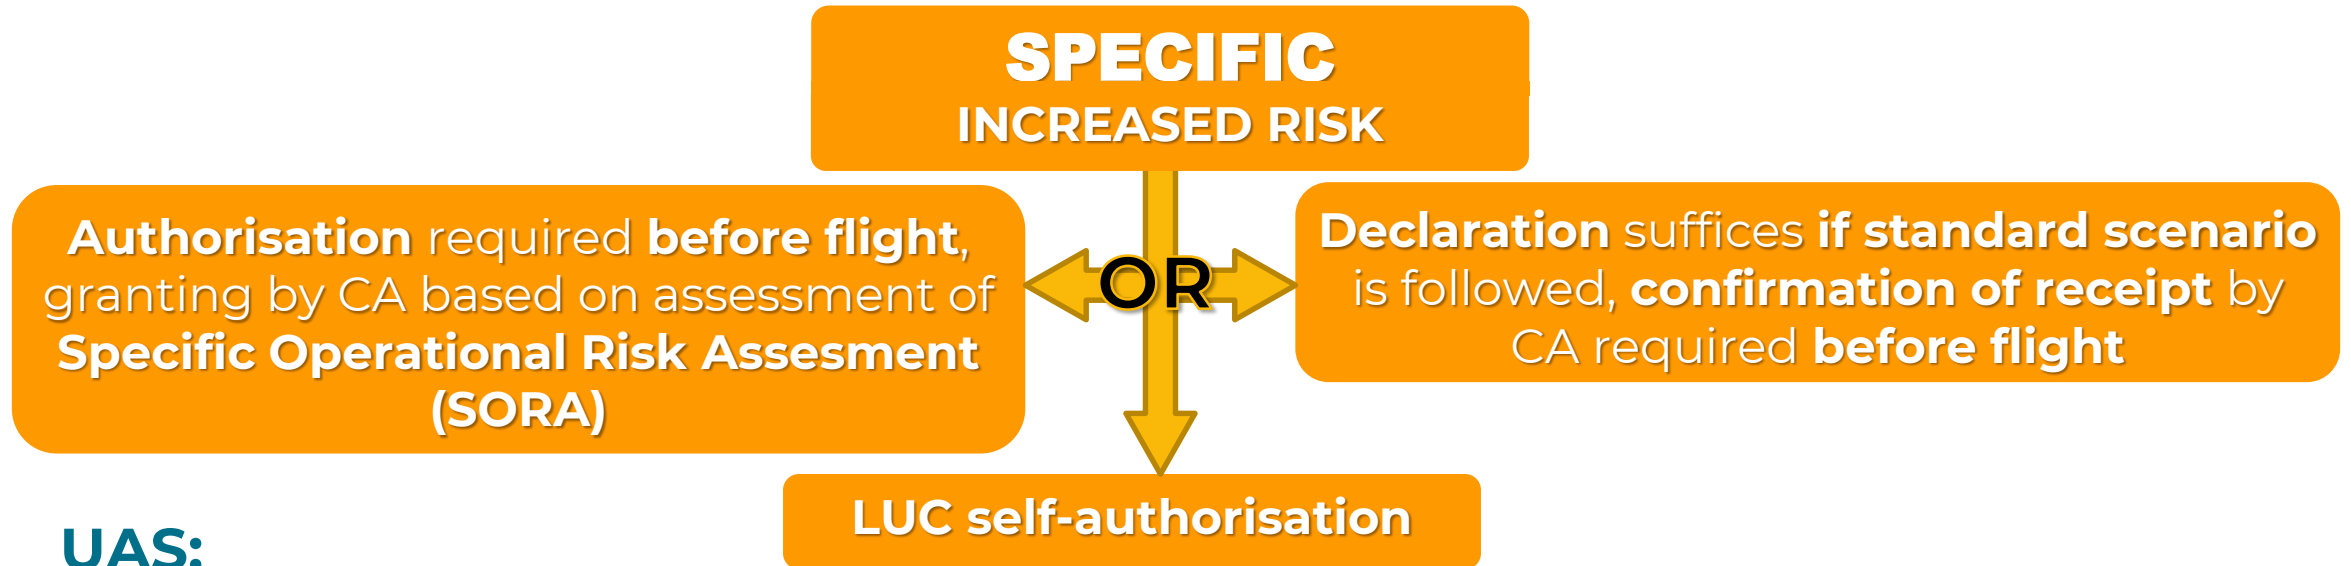 SPECIFIC
INCREASED RISK
Authorisation required before flight,
granting by CA based on assessment of
Specific Operational Risk Assesment
(SORA)
OR
Declaration suffices if standard scenario
is followed, confirmation of receipt by
CA required before flight
LUC self-authorisation
UAS: